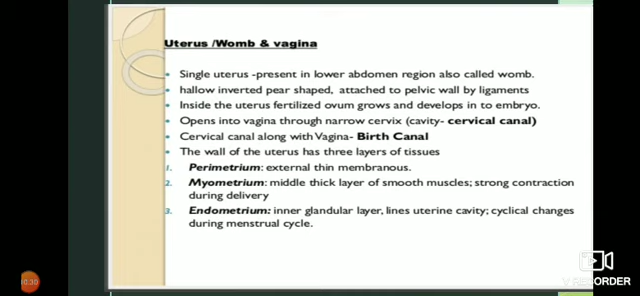 Uterus /Womb & vagina
• Single uterus -present in lower abdomen region also called womb.
• hallow inverted pear shaped, attached to pelvic wall by ligaments
• Inside the uterus fertilized ovum grows and develops in to embryo.
• Opens into vagina through narrow cervix (cavity- cervical canal)
• Cervical canal along with Vagina- Birth Canal
• The wall of the uterus has three layers of tissues
1. Perimetrium: external thin membranous.
2. Myometrium: middle thick layer of smooth muscles; strong contraction
during delivery
3. Endometrium: inner glandular layer, lines uterine cavity; cyclical changes
during menstrual cycle.
RECORDER